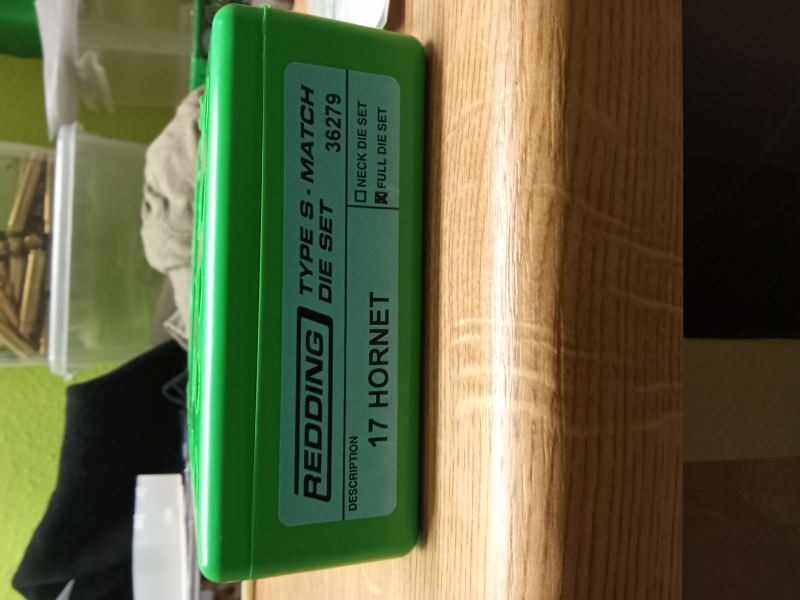 REDDING TYPE S - MATCH
DIE SET 36279
DESCRIPTION
17 HORNET
☐ NECK DIE SET
☒ FULL DIE SET